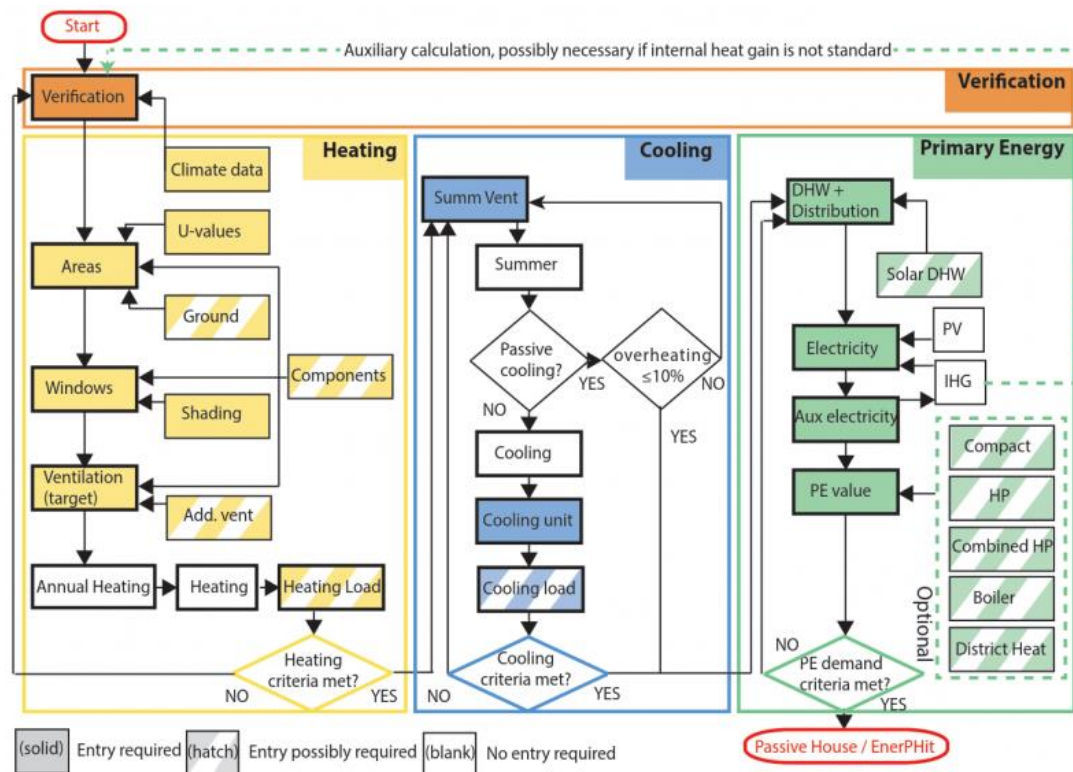 Start
Auxiliary calculation, possibly necessary if internal heat gain is not standard
Verification
Verification
Heating
Climate data
U-values
Areas
Ground
Components
Windows
Shading
Ventilation
(target)
Add. vent
Annual Heating
Heating
Heating Load
Heating
criteria met?
NO
YES
Cooling
Summ Vent
Summer
Passive
cooling?
YES
NO
overheating
≤10%
NO
YES
Cooling
Cooling unit
Cooling load
Cooling
criteria met?
NO
YES
Primary Energy
DHW +
Distribution
Solar DHW
PV
Electricity
IHG
Aux electricity
PE value
Compact
HP
Combined HP
Boiler
District Heat
Optional
NO
PE demand
criteria met?
YES
Passive House / EnerPHit
(solid) Entry required
(hatch) Entry possibly required
(blank) No entry required